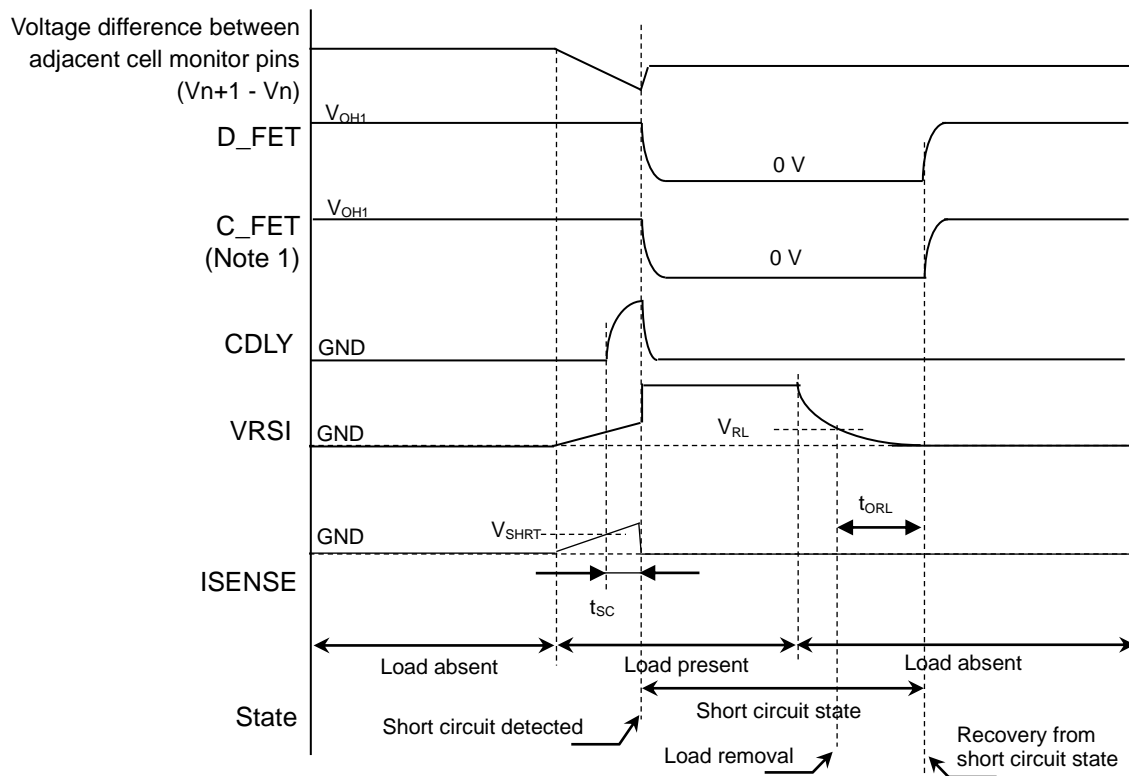 Voltage difference between
adjacent cell monitor pins
(Vn+1 - Vn)
VOH1
D_FET
0 V
VOH1
C_FET
(Note 1)
0 V
CDLY
GND
VRSI
GND
VRL
tORL
GND
VSHRT
ISENSE
tSC
Load absent
Load present
Load absent
State
Short circuit detected
Short circuit state
Load removal
Recovery from
short circuit state